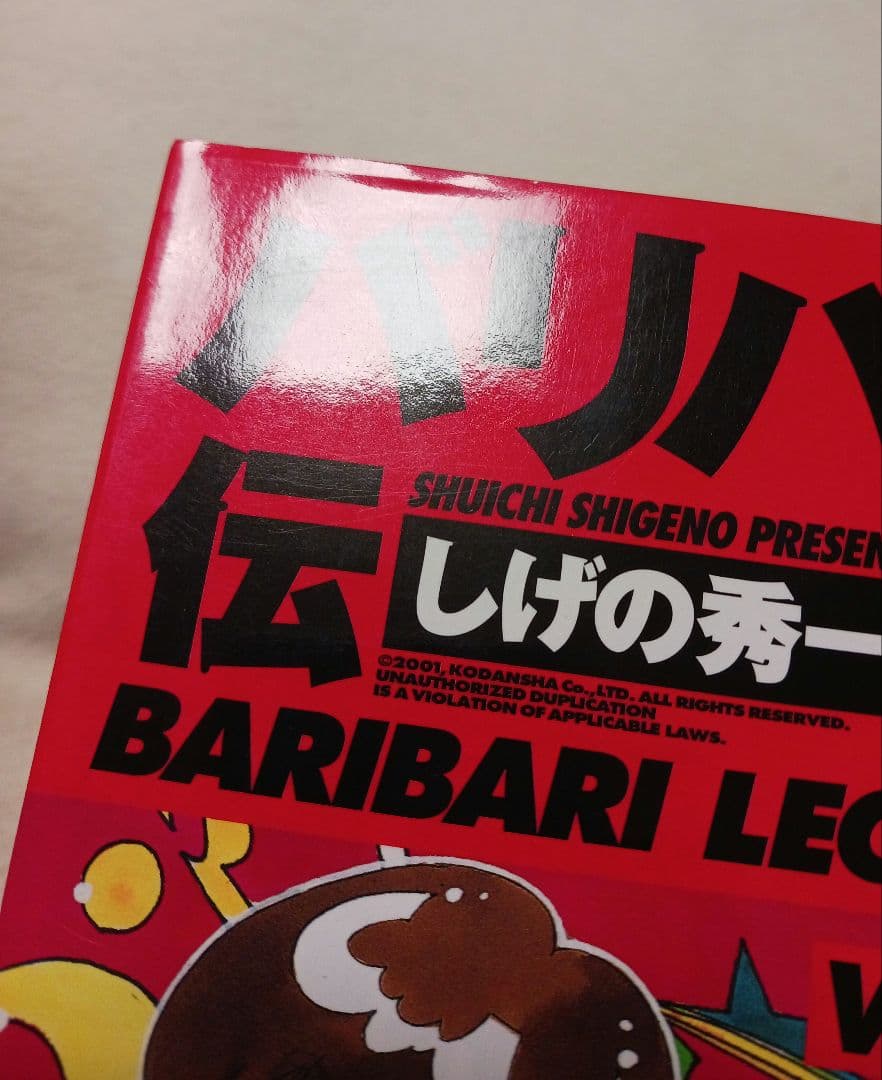 バリバ
伝
SHUICHI SHIGENO PRESEN
しげの秀一
©2001, KODANSHA Co., LTD. ALL RIGHTS RESERVED.
UNAUTHORIZED DUPLICATION
IS A VIOLATION OF APPLICABLE LAWS.
BARIBARI LEG
V